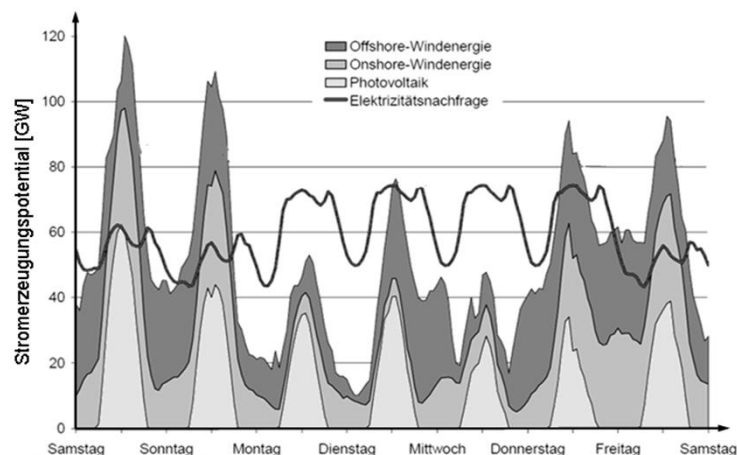 Stromerzeugungspotential [GW]
120
100
80
60
40
20
0
Offshore-Windenergie
Onshore-Windenergie
Photovoltaik
Elektrizitätsnachfrage
Samstag Sonntag Montag Dienstag Mittwoch Donnerstag Freitag Samstag